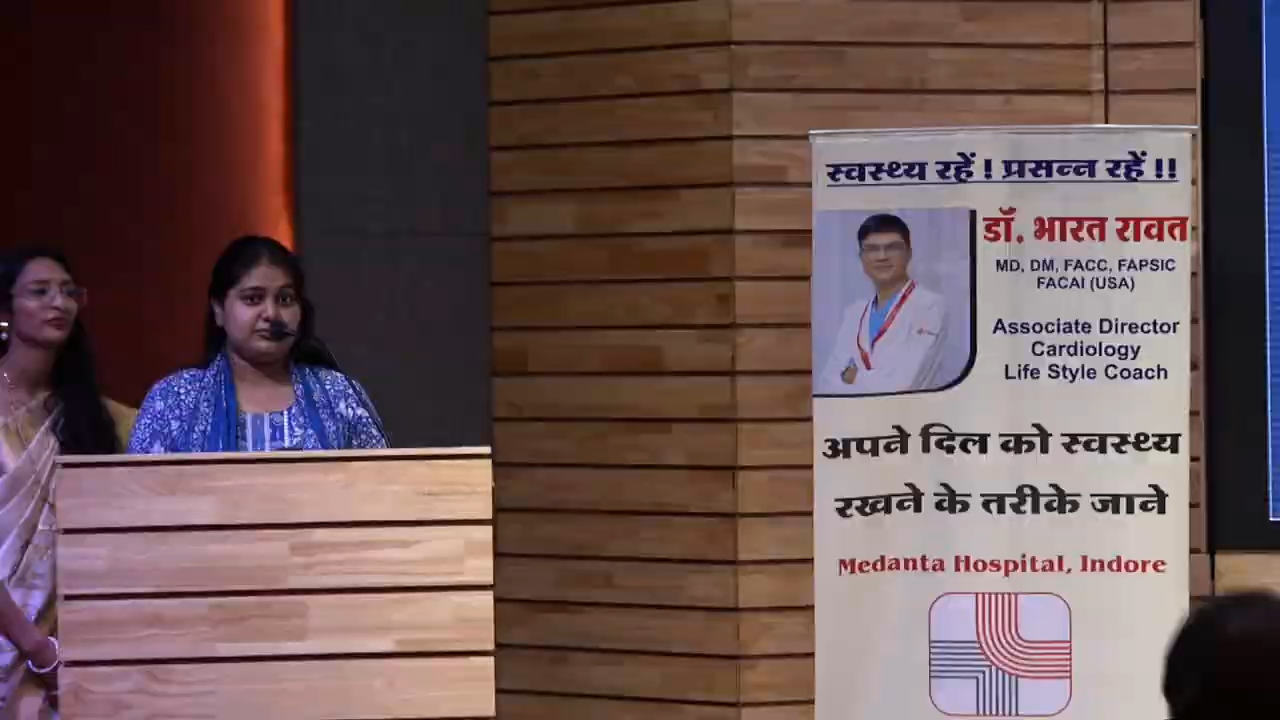 स्वस्थ्य रहें ! प्रसन्न रहें !!
डॉ. भारत रावत
MD, DM, FACC, FAPSIC
FACAI (USA)
Associate Director
Cardiology
Life Style Coach
अपने दिल को स्वस्थ्य
रखने के तरीके जाने
Medanta Hospital, Indore